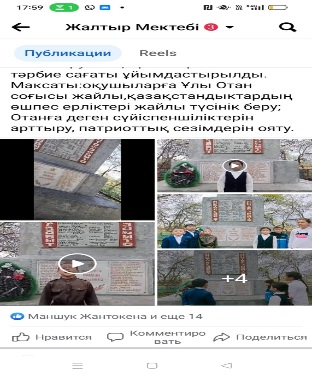 17:59
Жалтыр Мектебі
Публикации
Reels
тәрбие сағаты ұйымдастырылды.
Мақсаты:оқушыларға Ұлы Отан
соғысы жайлы,қазақстандықтардың
өшпес ерліктері жайлы түсінік беру;
Отанға деген сүйіспеншіліктерін
арттыру, патриоттық сезімдерін ояту.
+4
Маншук Жантокена и еще 14
Нравится
Комментиро
вать
Поделиться